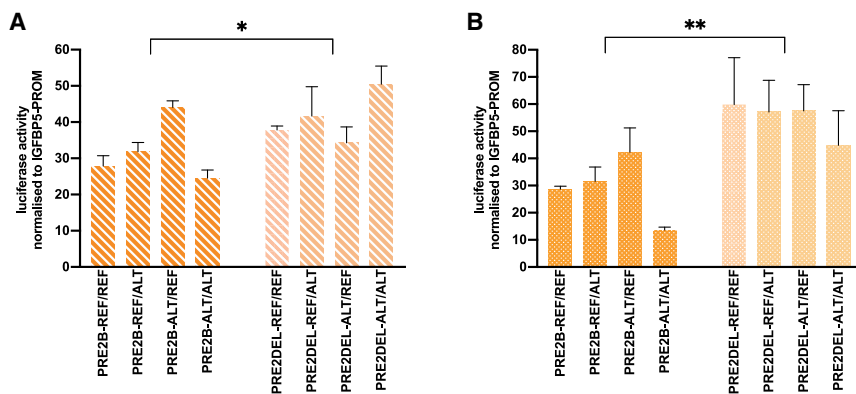 A
*
luciferase activity
normalised to IGFBP5-PROM
60
50
40
30
20
10
0
PRE2B-REF/REF
PRE2B-REF/ALT
PRE2B-ALT/REF
PRE2B-ALT/ALT
PRE2DEL-REF/REF
PRE2DEL-REF/ALT
PRE2DEL-ALT/REF
PRE2DEL-ALT/ALT
B
**
luciferase activity
normalised to IGFBP5-PROM
80
70
60
50
40
30
20
10
0
PRE2B-REF/REF
PRE2B-REF/ALT
PRE2B-ALT/REF
PRE2B-ALT/ALT
PRE2DEL-REF/REF
PRE2DEL-REF/ALT
PRE2DEL-ALT/REF
PRE2DEL-ALT/ALT